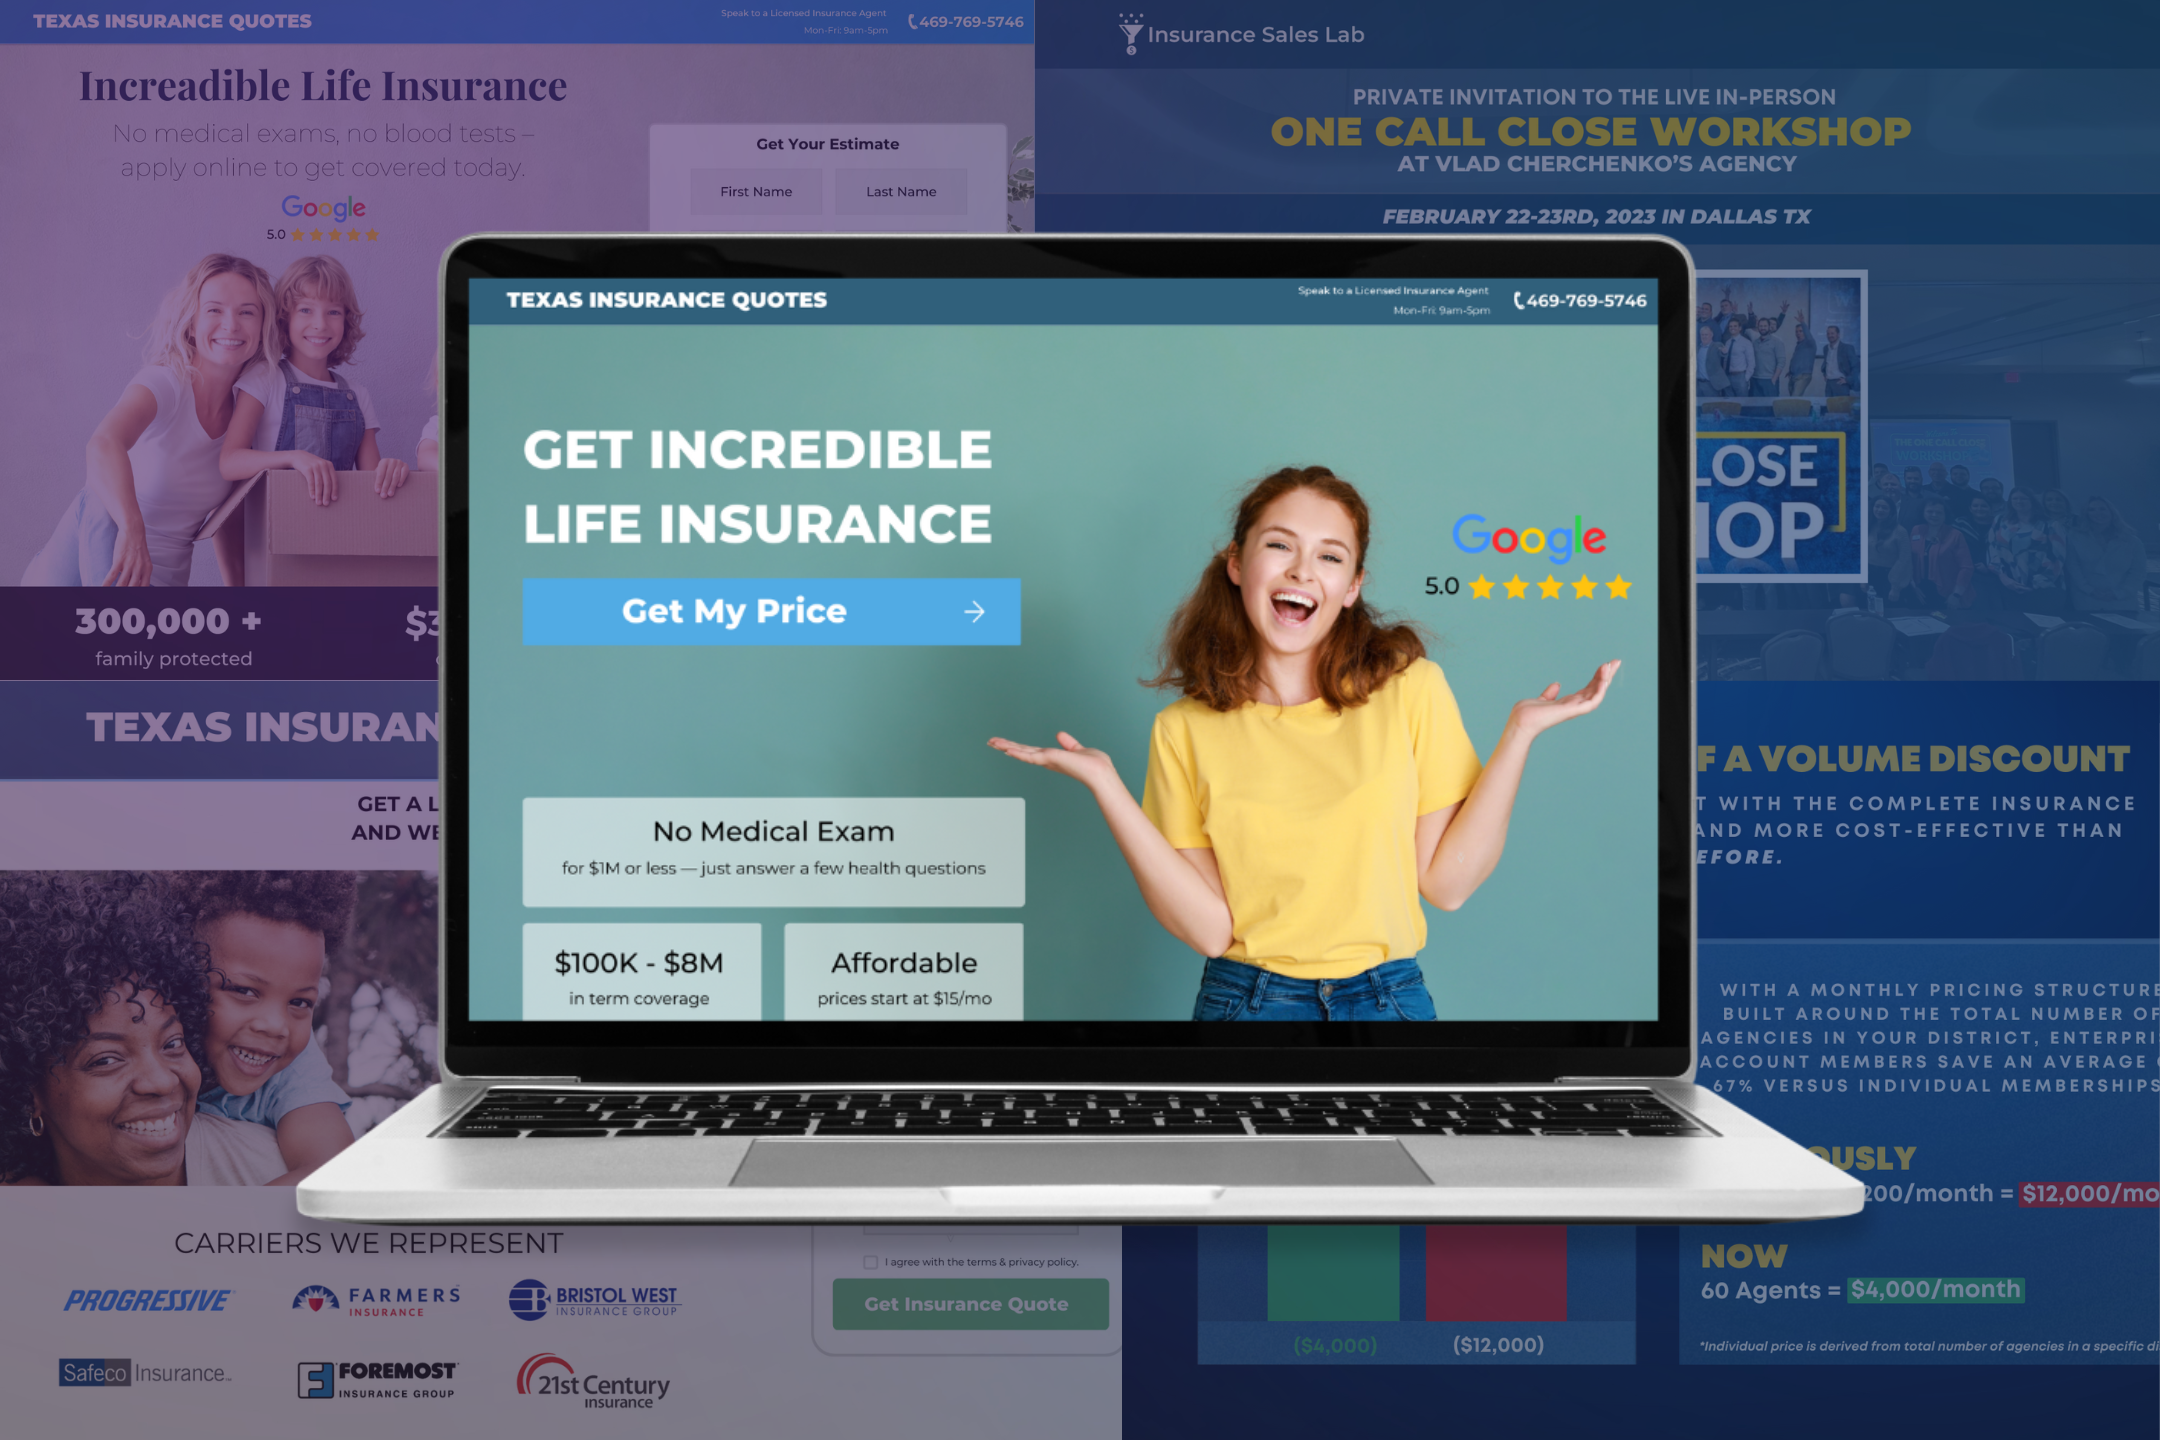 TEXAS INSURANCE QUOTES
Speak to a Licensed Insurance Agent
Mon-Fri: 9am-5pm
469-769-5746
Increadible Life Insurance
No medical exams, no blood tests –
apply online to get covered today.
Google
5.0
Get Your Estimate
First Name
Last Name
300,000 +
family protected
TEXAS INSURAN
GET A L
AND WE
CARRIERS WE REPRESENT
PROGRESSIVE
FARMERS
INSURANCE
BRISTOL WEST
INSURANCE GROUP
Safeco Insurance
FOREMOST
INSURANCE GROUP
21st Century
insurance
I agree with the terms & privacy policy.
Get Insurance Quote
TEXAS INSURANCE QUOTES
Speak to a Licensed Insurance Agent
Mon-Fri: 9am-5pm
469-769-5746
GET INCREDIBLE
LIFE INSURANCE
Get My Price
Google
5.0
No Medical Exam
for $1M or less — just answer a few health questions
$100K - $8M
in term coverage
Affordable
prices start at $15/mo
Insurance Sales Lab
PRIVATE INVITATION TO THE LIVE IN-PERSON
ONE CALL CLOSE WORKSHOP
AT VLAD CHERCHENKO'S AGENCY
FEBRUARY 22-23RD, 2023 IN DALLAS TX
LOSE
HOP
THE ONE CALL CLOSE
WORKSHOP
F A VOLUME DISCOUNT
T WITH THE COMPLETE INSURANCE
AND MORE COST-EFFECTIVE THAN
EFORE.
WITH A MONTHLY PRICING STRUCTURE
BUILT AROUND THE TOTAL NUMBER OF
AGENCIES IN YOUR DISTRICT, ENTERPRI
ACCOUNT MEMBERS SAVE AN AVERAGE
67% VERSUS INDIVIDUAL MEMBERSHIPS
OUSLY
200/month = $12,000/mo
NOW
60 Agents = $4,000/month
*Individual price is derived from total number of agencies in a specific di
($4,000)
($12,000)